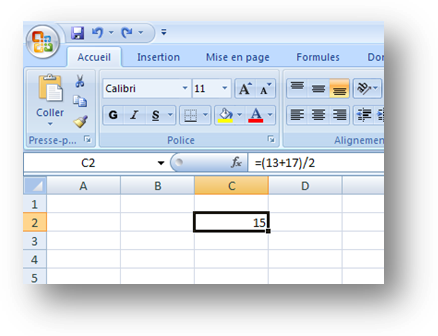 Accueil Insertion Mise en page Formules Do
Calibri 11 A A
Coller G I S A
Presse-p... Police Alignemen
C2 fx =(13+17)/2
A B C D
1
2 15
3
4
5